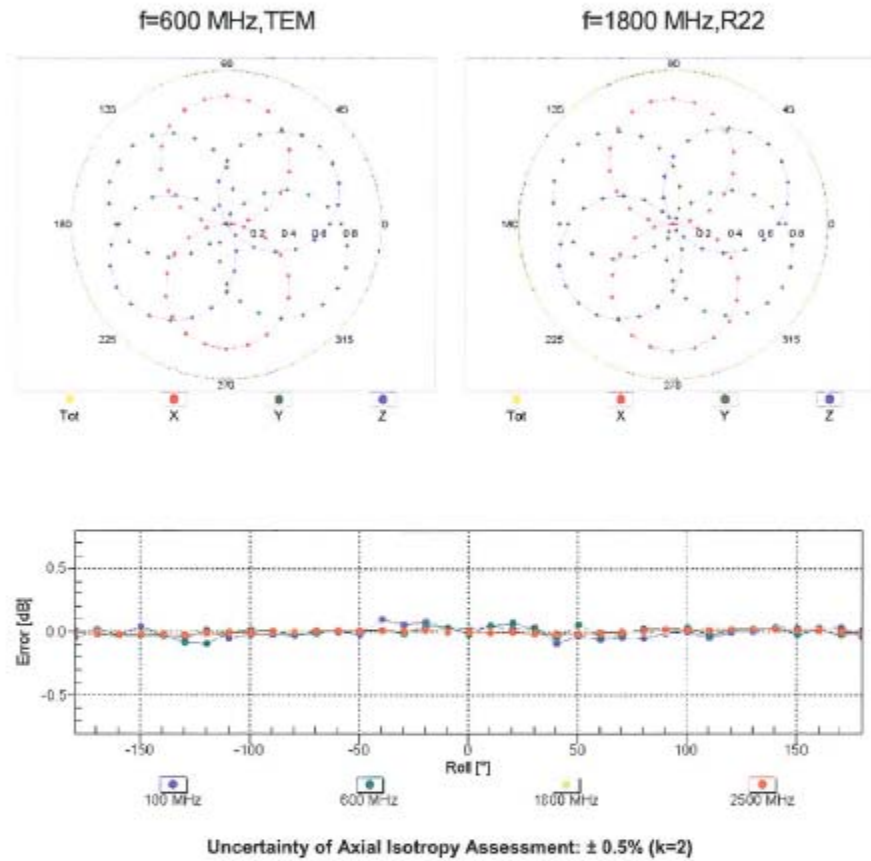 f=600 MHz,TEM
f=1800 MHz,R22
90
135
45
180
0.2 0.4 0.6 0.8
0
225
315
270
Tot X Y Z
90
135
45
180
0.2 0.4 0.6 0.8
0
225
315
270
Tot X Y Z
Error [dB]
0.5
0.0
-0.5
-150 -100 -50 0 50 100 150
Roll [°]
100 MHz 600 MHz 1800 MHz 2500 MHz
Uncertainty of Axial Isotropy Assessment: ± 0.5% (k=2)